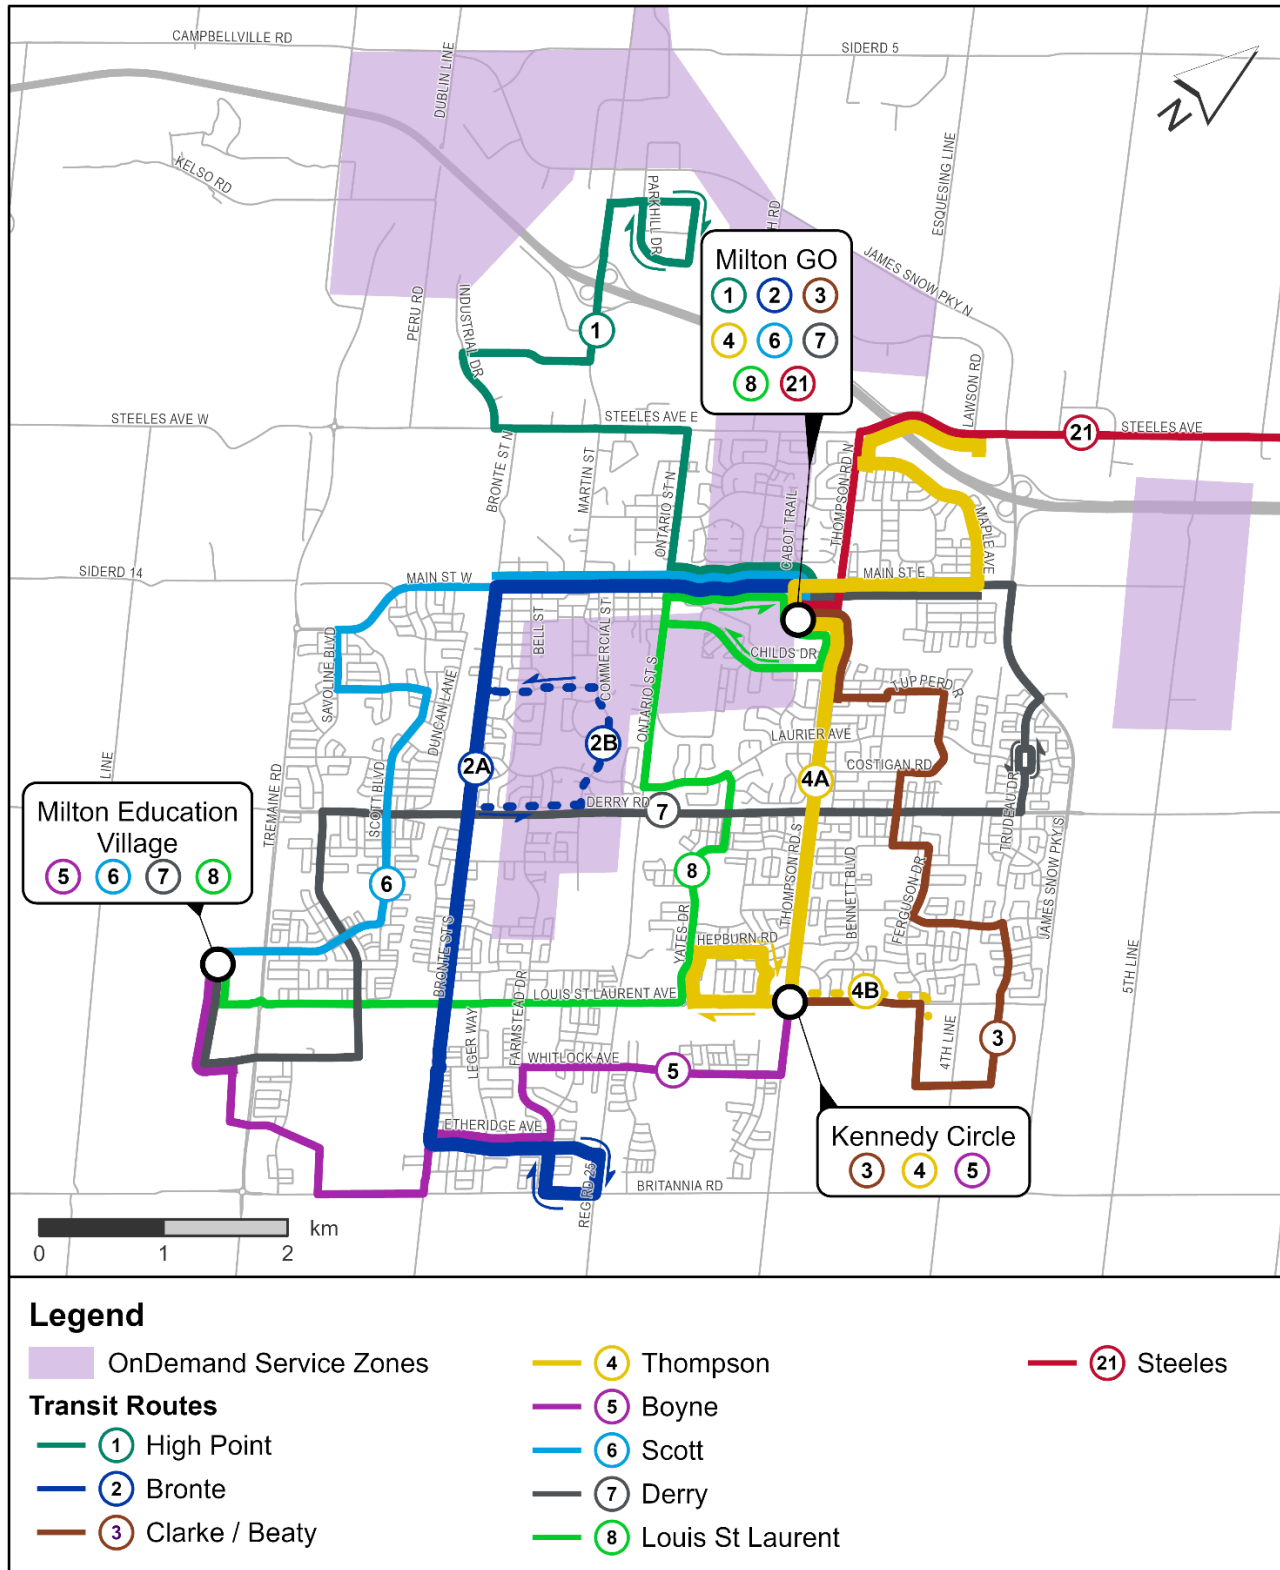 CAMPBELLVILLE RD
SIDERD 5
DUBLIN LINE
KELSO RD
ESQUESING LINE
PARKHILL DR
H RD
Milton GO
1 2 3
4 6 7
8 21
JAMES SNOW PKY N
PERU RD
INDUSTRIAL DR
1
LAWSON RD
STEELES AVE W
STEELES AVE E
21
STEELES AVE
BRONTE ST N
MARTIN ST
ONTARIO ST N
CABOT TRAIL
THOMPSON RD N
MAPLE AVE
SIDERD 14
MAIN ST W
MAIN ST E
BELL ST
COMMERCIAL ST
SAVOLINE BLVD
DUNCAN LANE
ONTARIO ST S
CHILDS DR
TUPPER DR
LAURIER AVE
COSTIGAN RD
2B
2A
4A
LINE
TREMAINE RD
SCOTT BLVD
DERRY RD
7
TRUDEAU DR
JAMES SNOW PKY S
Milton Education
Village
5 6 7 8
6
8
THOMPSON RD S
BENNETT BLVD
FERGUSON DR
YATES DR
HEPBURN RD
BRONTE ST S
5TH LINE
LOUIS ST LAURENT AVE
4B
FARMSTEAD DR
LEGER WAY
4TH LINE
3
WHITLOCK AVE
5
ETHERIDGE AVE
Kennedy Circle
3 4 5
REG RD 25
BRITANNIA RD
N
km
0 1 2
Legend
OnDemand Service Zones
Transit Routes
1 High Point
2 Bronte
3 Clarke / Beaty
4 Thompson
5 Boyne
6 Scott
7 Derry
8 Louis St Laurent
21 Steeles